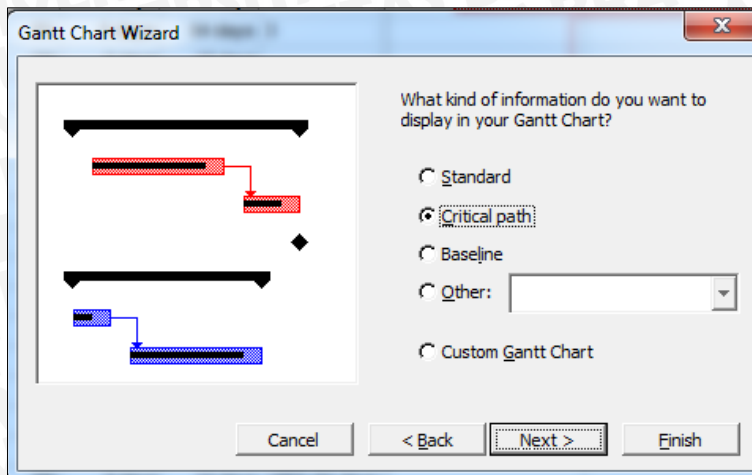 Gantt Chart Wizard
What kind of information do you want to
display in your Gantt Chart?
Standard
Critical path
Baseline
Other:
Custom Gantt Chart
Cancel
< Back
Next >
Finish